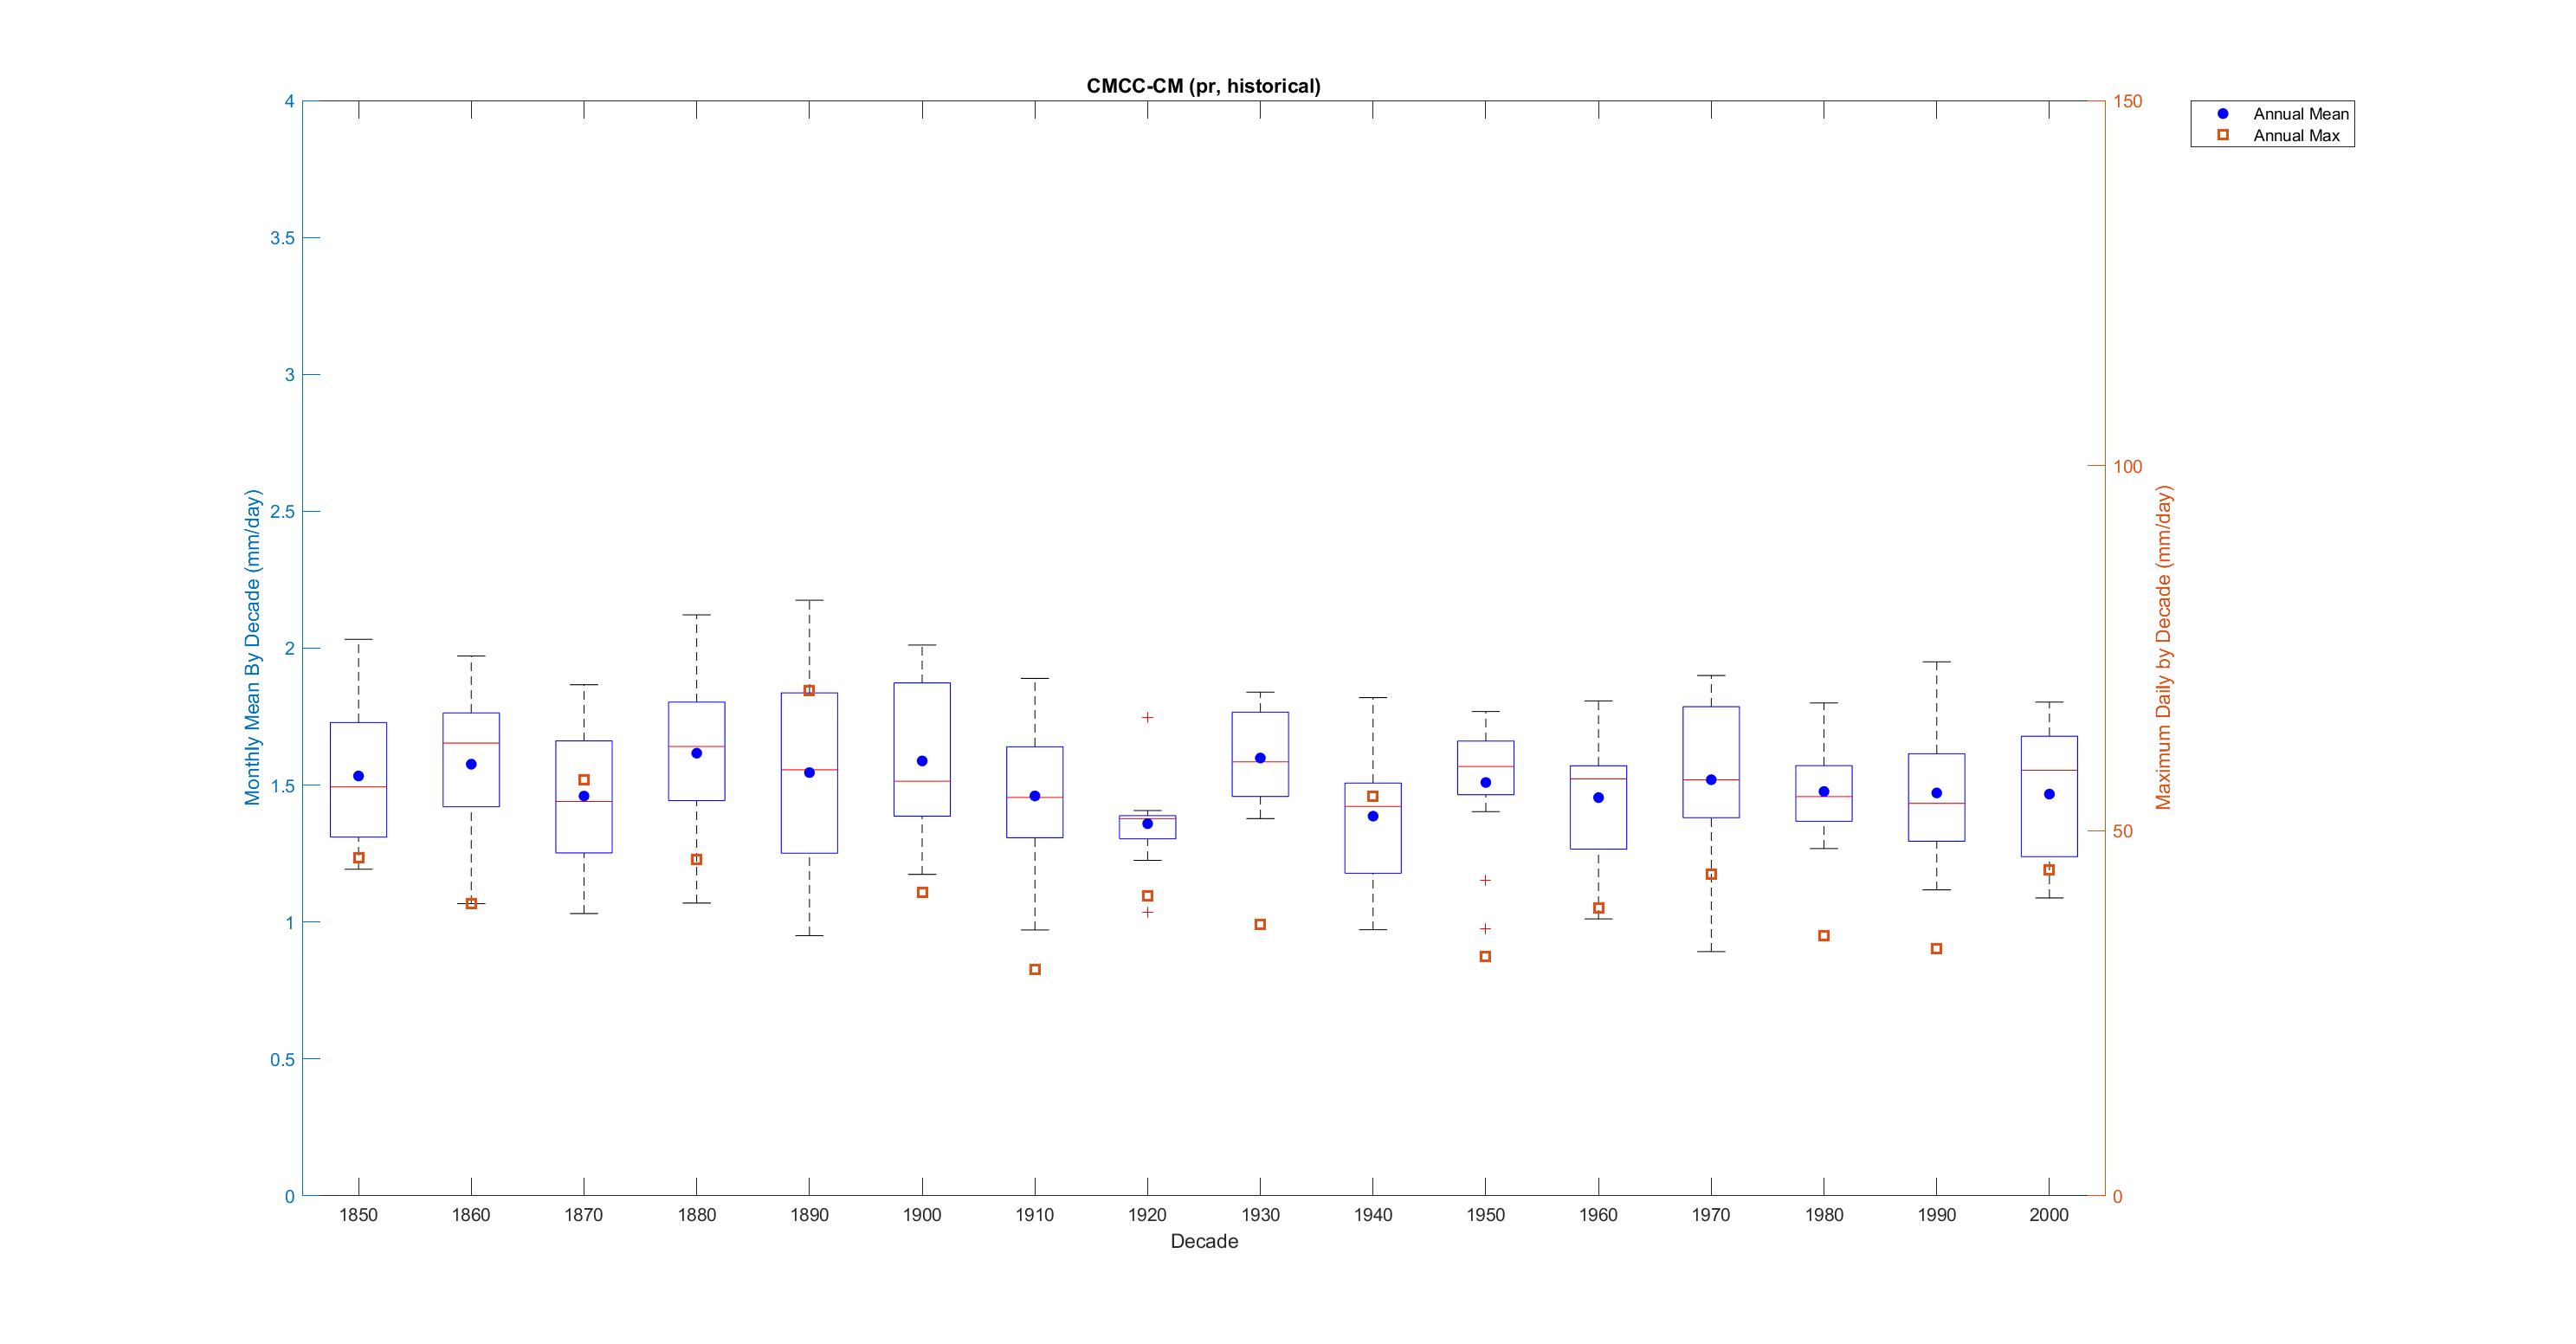 CMCC-CM (pr, historical)
Annual Mean
Annual Max
4
3.5
3
2.5
2
1.5
1
0.5
0
Monthly Mean By Decade (mm/day)
150
100
50
0
Maximum Daily by Decade (mm/day)
1850 1860 1870 1880 1890 1900 1910 1920 1930 1940 1950 1960 1970 1980 1990 2000
Decade